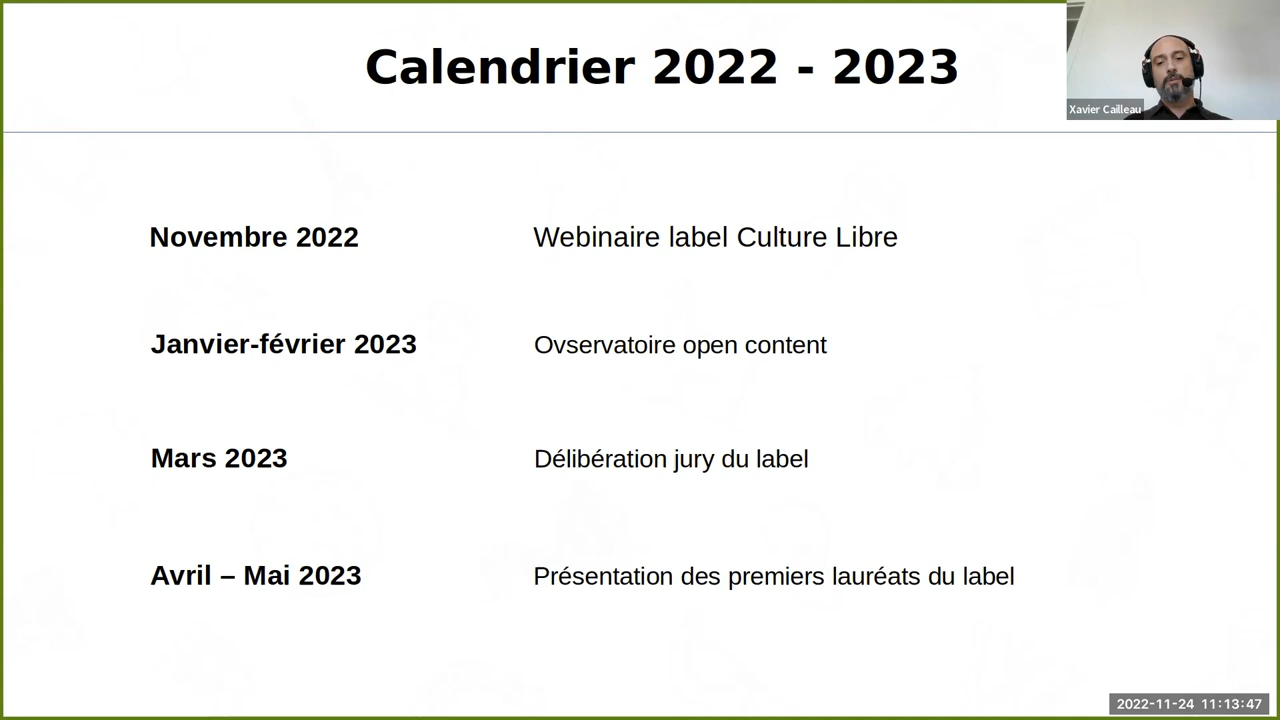 Calendrier 2022 - 2023
Xavier Cailleau
Novembre 2022 Webinaire label Culture Libre
Janvier-février 2023 Ovservatoire open content
Mars 2023 Délibération jury du label
Avril – Mai 2023 Présentation des premiers lauréats du label
2022-11-24 11:13:47